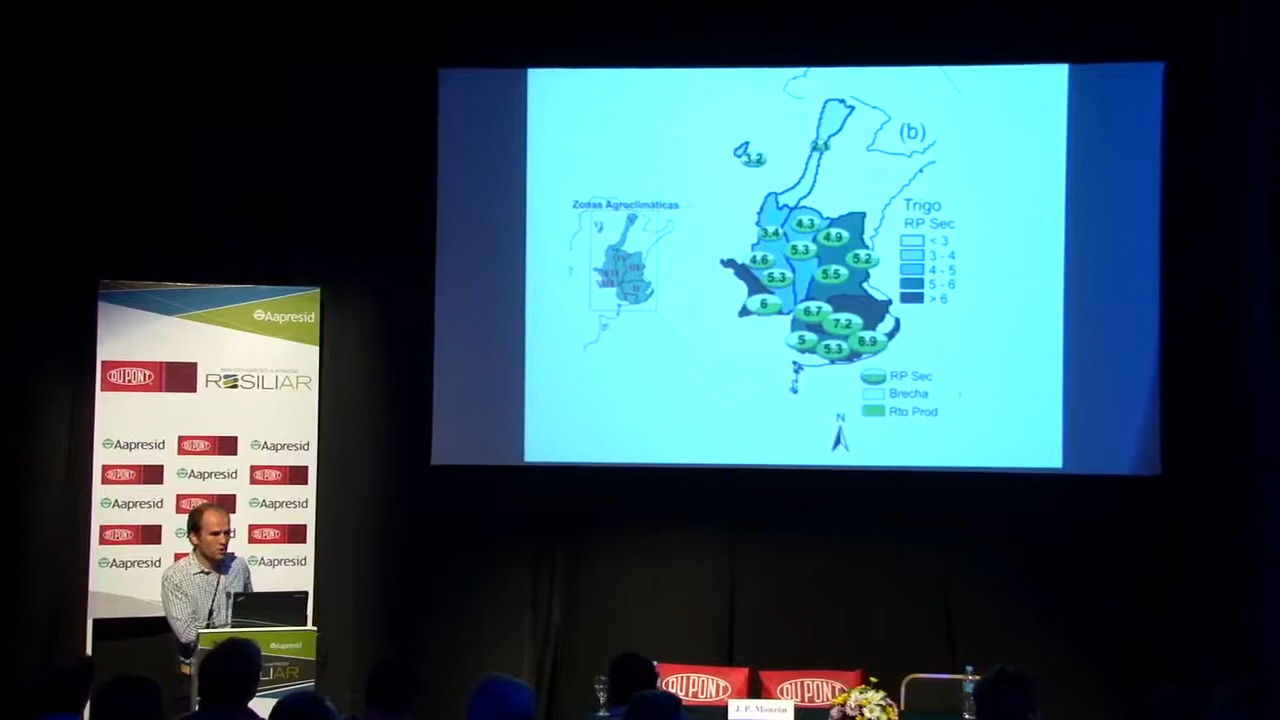 (b)
2.1
3.2
Zonas Agroclimáticas
Trigo
RP Sec
< 3
3 - 4
4 - 5
5 - 6
> 6
4.3
3.4
4.9
5.3
4.6
5.2
5.3
5.5
6
6.7
7.2
5
5.3
6.9
RP Sec
Brecha
Rto Prod
N
Aapresid
DU PONT
XXIV CONGRESO AAPRESID
RESILIAR
Aapresid
DU PONT
Aapresid
DU PONT
Aapresid
DU PONT
Aapresid
DU PONT
Aapresid
DU PONT
DU PONT
Aapresid
Aapresid
Aapresid
LIAR
DU PONT
DU PONT
J. P. Monzón